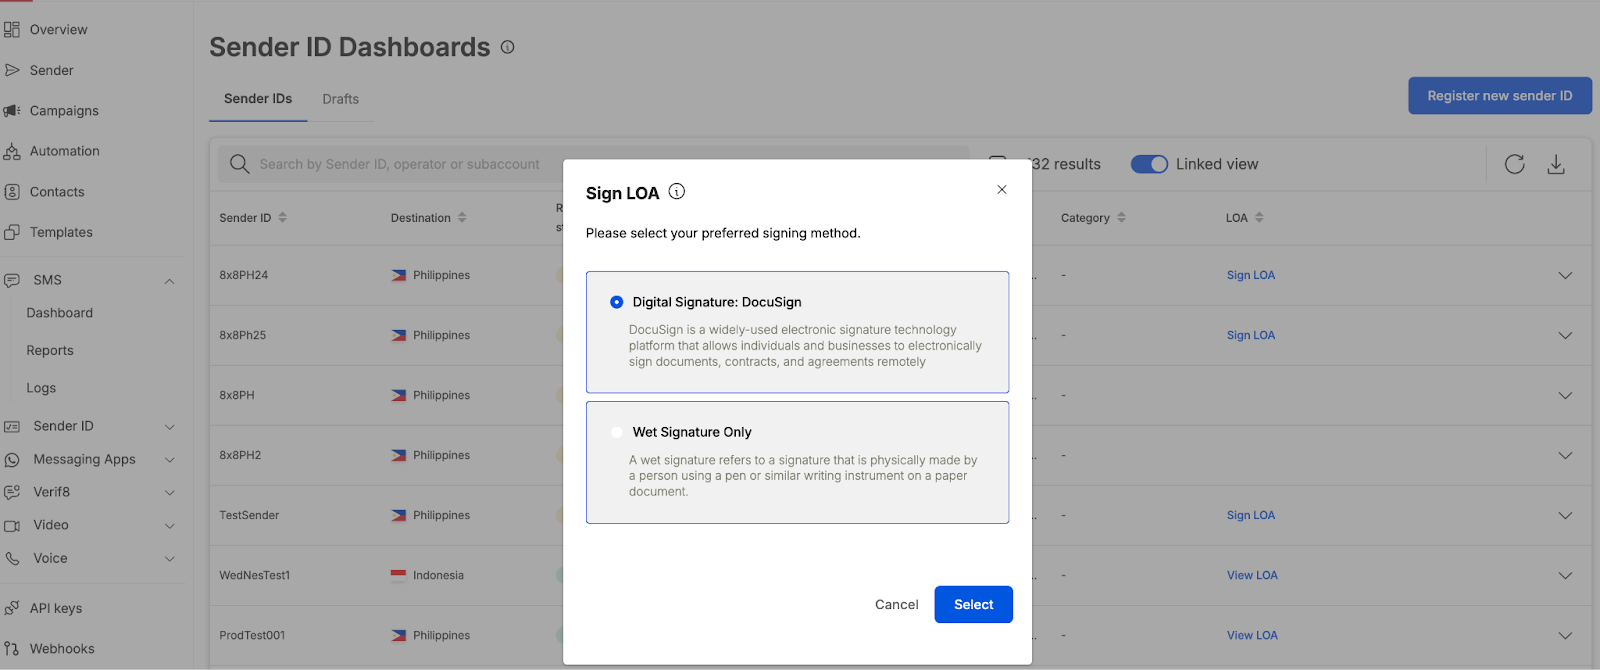 Overview
Sender
Campaigns
Automation
Contacts
Templates
SMS
Dashboard
Reports
Logs
Sender ID
Messaging Apps
Verif8
Video
Voice
API keys
Webhooks
Sender ID Dashboards
Sender IDs Drafts
Register new sender ID
Search by Sender ID, operator or subaccount
32 results Linked view
Sender ID Destination Category LOA
8x8PH24 Philippines - Sign LOA
8x8Ph25 Philippines - Sign LOA
8x8PH Philippines -
8x8PH2 Philippines -
TestSender Philippines - Sign LOA
WedNesTest1 Indonesia - View LOA
ProdTest001 Philippines - View LOA
Sign LOA
Please select your preferred signing method.
Digital Signature: DocuSign
DocuSign is a widely-used electronic signature technology
platform that allows individuals and businesses to electronically
sign documents, contracts, and agreements remotely
Wet Signature Only
A wet signature refers to a signature that is physically made by
a person using a pen or similar writing instrument on a paper
document.
Cancel Select